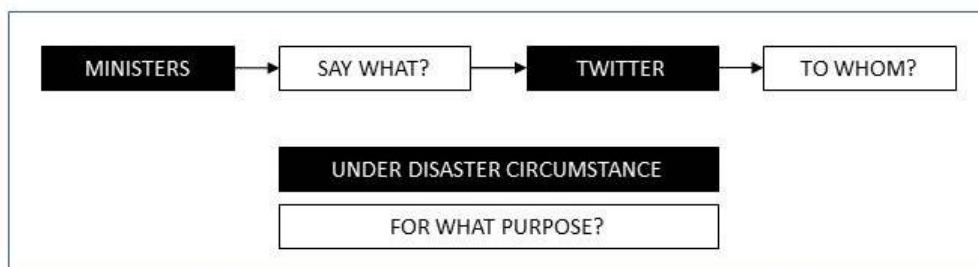 MINISTERS
SAY WHAT?
TWITTER
TO WHOM?
UNDER DISASTER CIRCUMSTANCE
FOR WHAT PURPOSE?